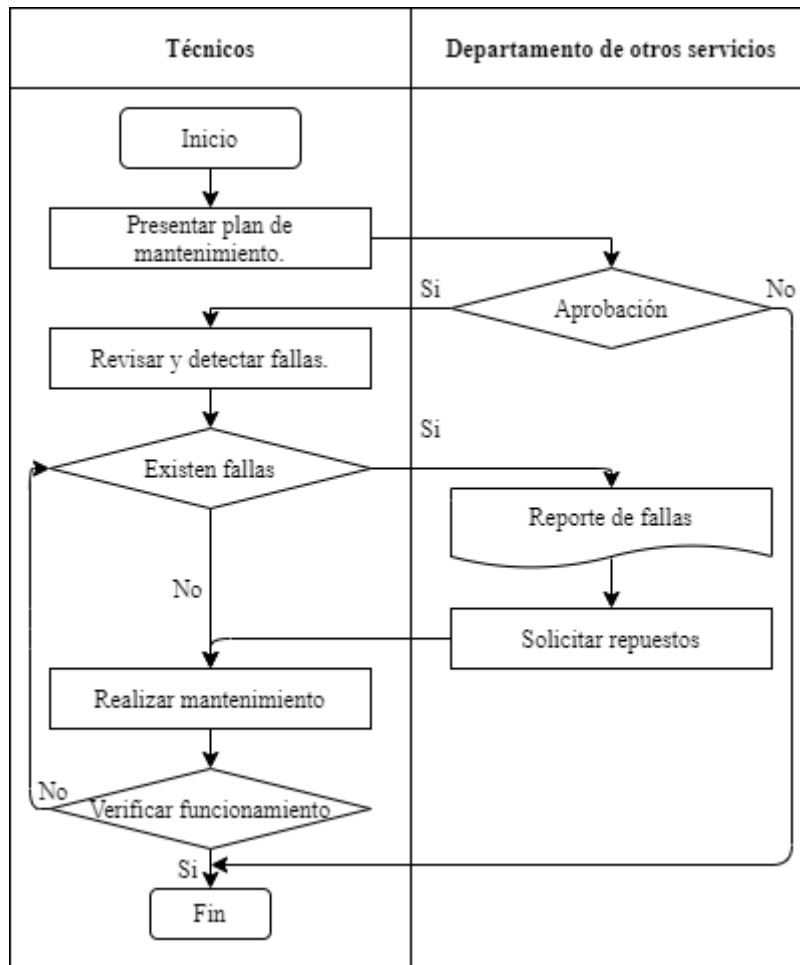 Técnicos
Departamento de otros servicios
Inicio
Presentar plan de
mantenimiento.
Si
Aprobación
No
Revisar y detectar fallas.
Existen fallas
Si
Reporte de fallas
No
Solicitar repuestos
Realizar mantenimiento
No
Verificar funcionamiento
Si
Fin